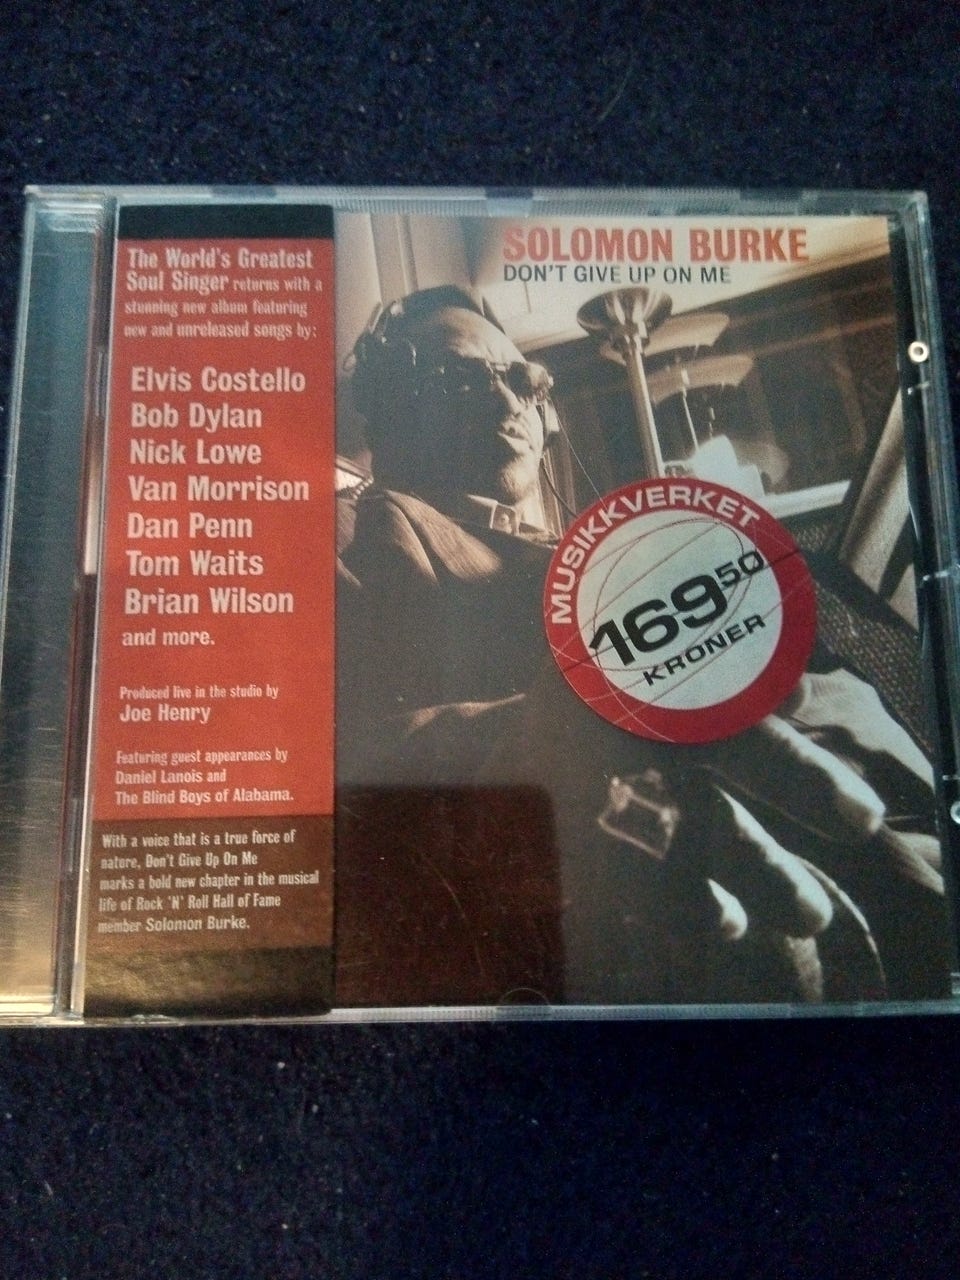 The World's Greatest
Soul Singer returns with a
stunning new album featuring
new and unreleased songs by:
Elvis Costello
Bob Dylan
Nick Lowe
Van Morrison
Dan Penn
Tom Waits
Brian Wilson
and more.
Produced live in the studio by
Joe Henry
Featuring guest appearances by
Daniel Lanois and
The Blind Boys of Alabama.
With a voice that is a true force of
nature, Don't Give Up On Me
marks a bold new chapter in the musical
life of Rock 'N' Roll Hall of Fame
member Solomon Burke.
SOLOMON BURKE
DON'T GIVE UP ON ME
MUSIKKVERKET
169 50
KRONER